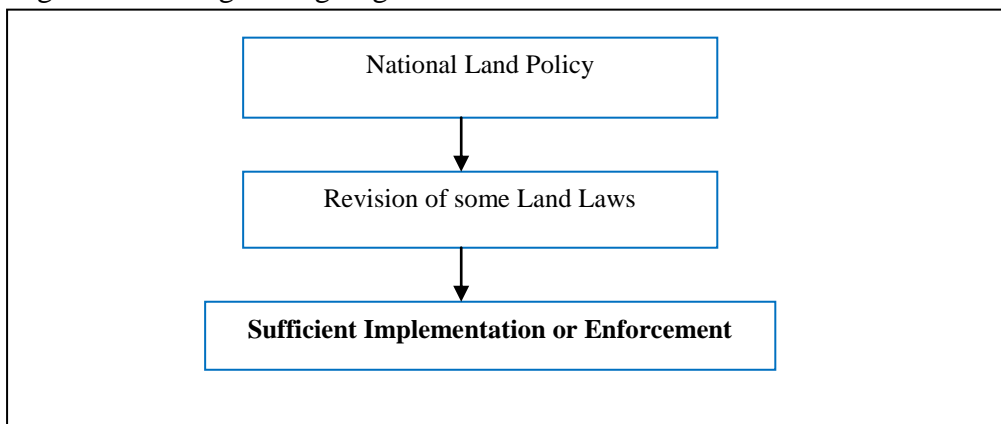 National Land Policy
Revision of some Land Laws
Sufficient Implementation or Enforcement